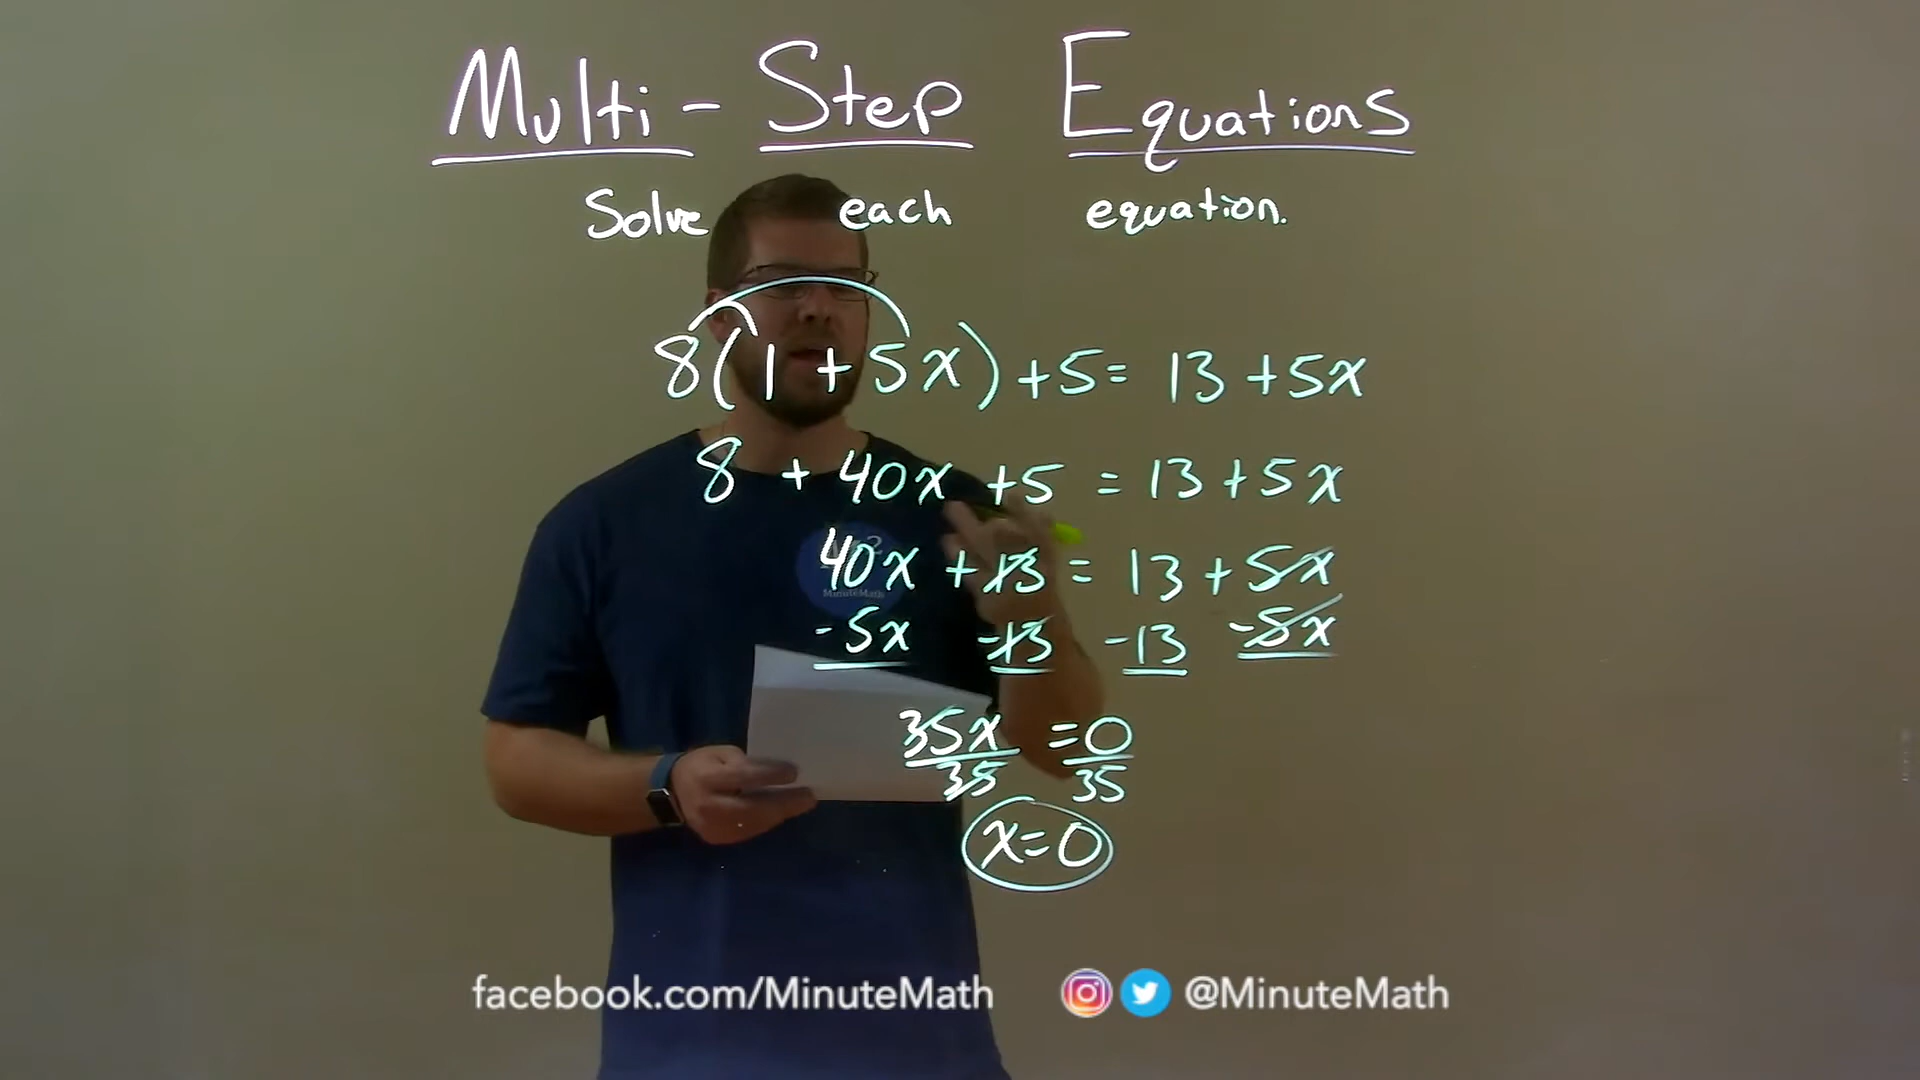 Multi-Step Equations
Solve each equation.
8(1+5x)+5= 13+5x
8 + 40x +5 = 13+5x
40x +13 = 13+5x
-5x -13 -13 -5x
35x =0
35 35
x=0
MinuteMath
facebook.com/MinuteMath @MinuteMath